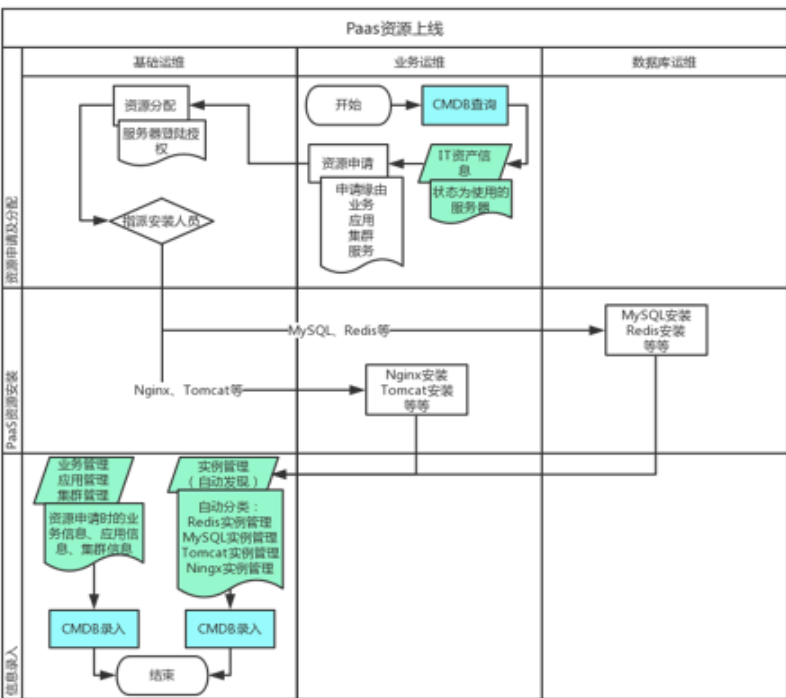 Paas资源上线
基础运维
业务运维
数据库运维
资源申请及分配
资源分配
服务器登陆授
权
开始
CMDB查询
资源申请
申请缘由
业务
应用
集群
服务
IT资产信
息
状态为使用的
服务器
指派安装人员
PaaS资源安装
MySQL、Redis等
MySQL安装
Redis安装
等等
Nginx、Tomcat等
Nginx安装
Tomcat安装
等等
信息录入
业务管理
应用管理
集群管理
资源申请时的业
务信息、应用信
息、集群信息
实例管理
（自动发现）
自动分类：
Redis实例管理
MySQL实例管理
Tomcat实例管理
Ningx实例管理
CMDB录入
CMDB录入
结束